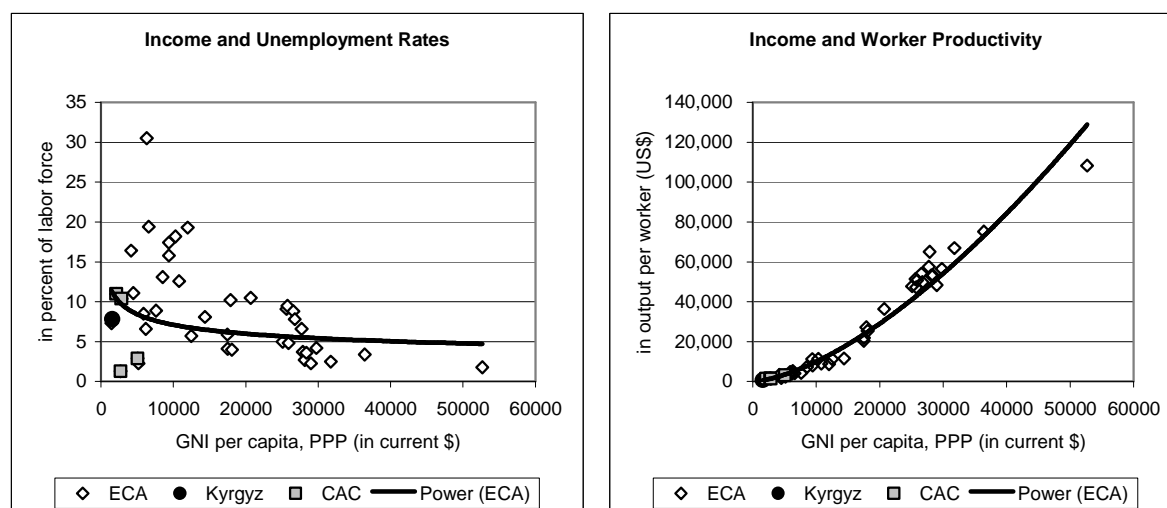 Income and Unemployment Rates
35
30
25
20
15
10
5
0
in percent of labor force
0 10000 20000 30000 40000 50000 60000
GNI per capita, PPP (in current $)
ECA Kyrgyz CAC Power (ECA)
Income and Worker Productivity
140,000
120,000
100,000
80,000
60,000
40,000
20,000
0
in output per worker (US$)
0 10000 20000 30000 40000 50000 60000
GNI per capita, PPP (in current $)
ECA Kyrgyz CAC Power (ECA)